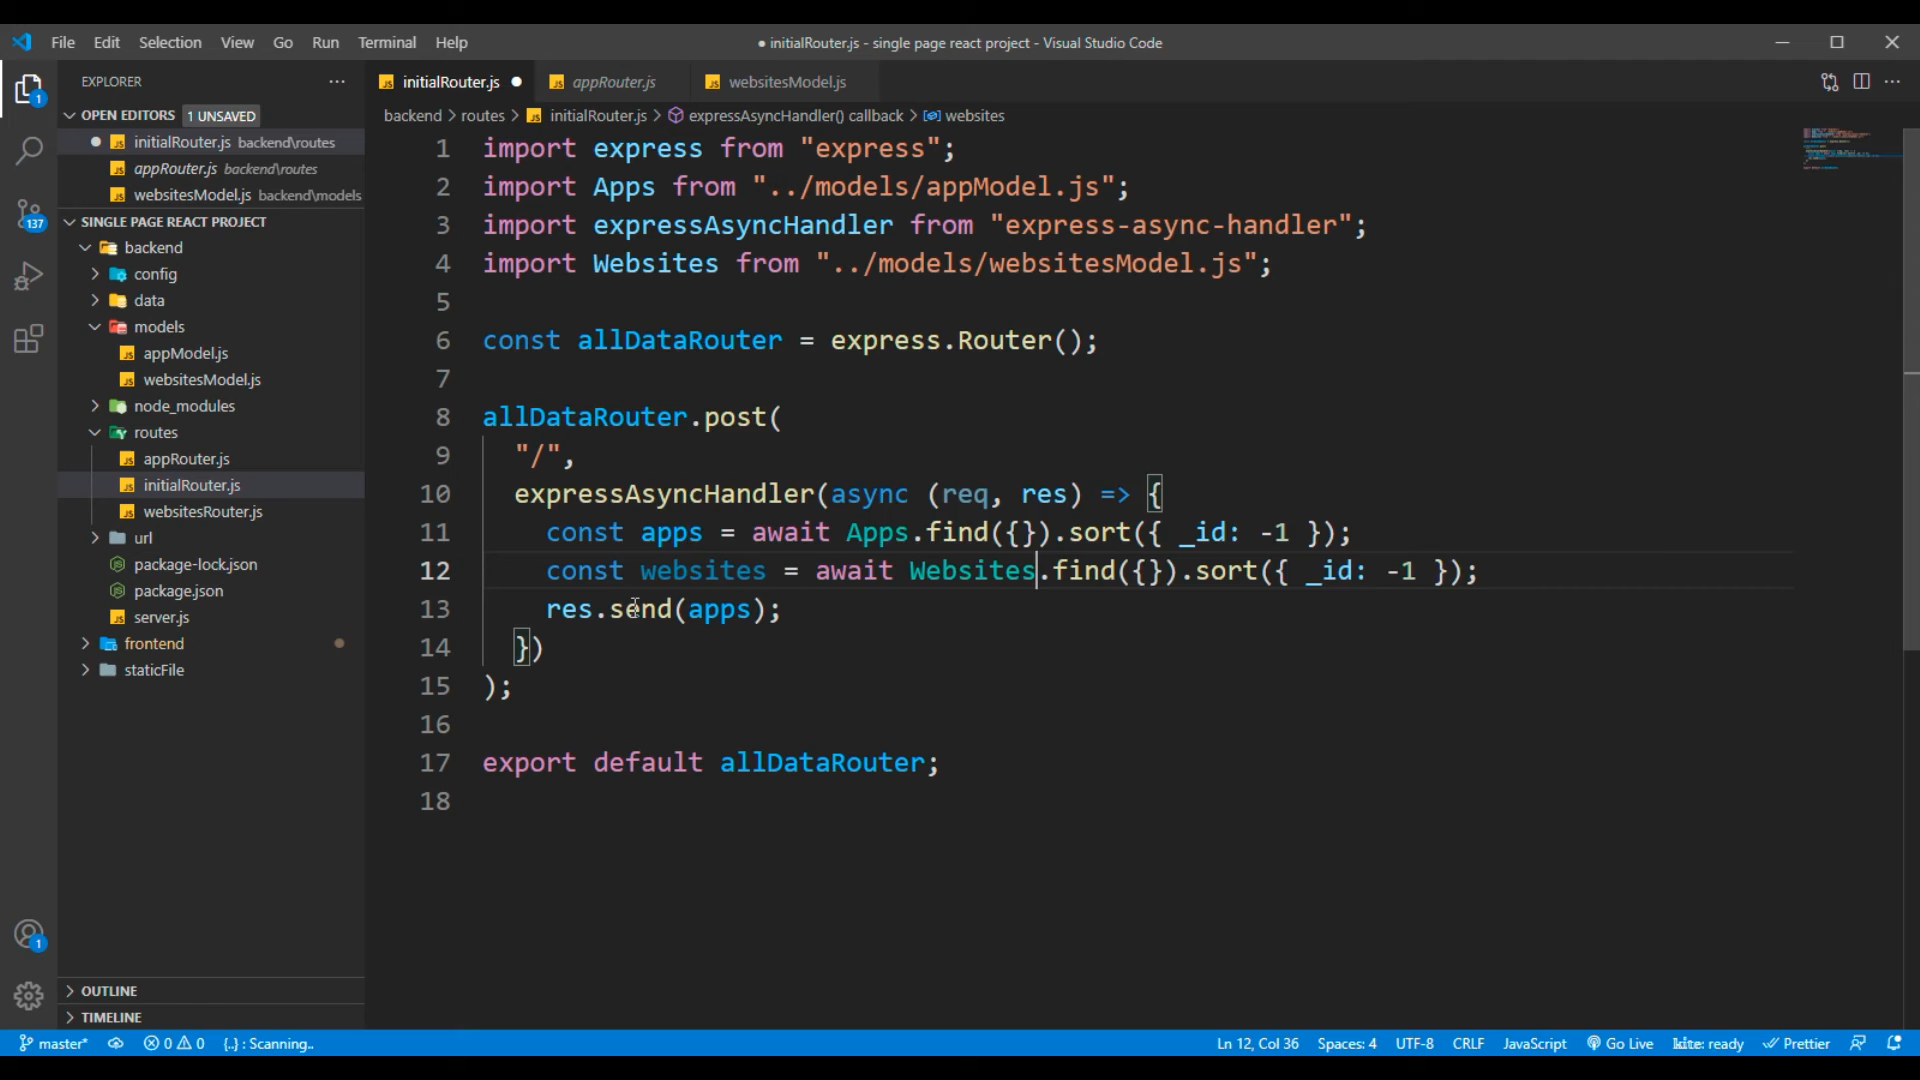 File Edit Selection View Go Run Terminal Help
● initialRouter.js - single page react project - Visual Studio Code
EXPLORER
OPEN EDITORS 1 UNSAVED
initialRouter.js backend\routes
appRouter.js backend\routes
websitesModel.js backend\models
SINGLE PAGE REACT PROJECT
backend
config
data
models
appModel.js
websitesModel.js
node_modules
routes
appRouter.js
initialRouter.js
websitesRouter.js
url
package-lock.json
package.json
server.js
frontend
staticFile
OUTLINE
TIMELINE
1
137
1
initialRouter.js appRouter.js websitesModel.js
backend > routes > initialRouter.js > expressAsyncHandler() callback > websites
1 import express from "express";
2 import Apps from "../models/appModel.js";
3 import expressAsyncHandler from "express-async-handler";
4 import Websites from "../models/websitesModel.js";
5
6 const allDataRouter = express.Router();
7
8 allDataRouter.post(
9 "/",
10 expressAsyncHandler(async (req, res) => {
11 const apps = await Apps.find({}).sort({ _id: -1 });
12 const websites = await Websites.find({}).sort({ _id: -1 });
13 res.send(apps);
14 })
15 );
16
17 export default allDataRouter;
18
master* 0 0 {..} : Scanning.. Ln 12, Col 36 Spaces: 4 UTF-8 CRLF JavaScript Go Live kite: ready Prettier